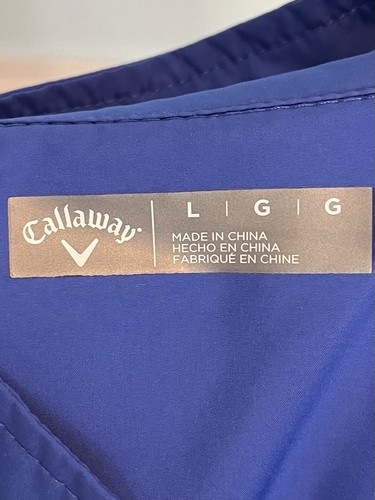 Callaway
L | G | G
MADE IN CHINA
HECHO EN CHINA
FABRIQUÉ EN CHINE